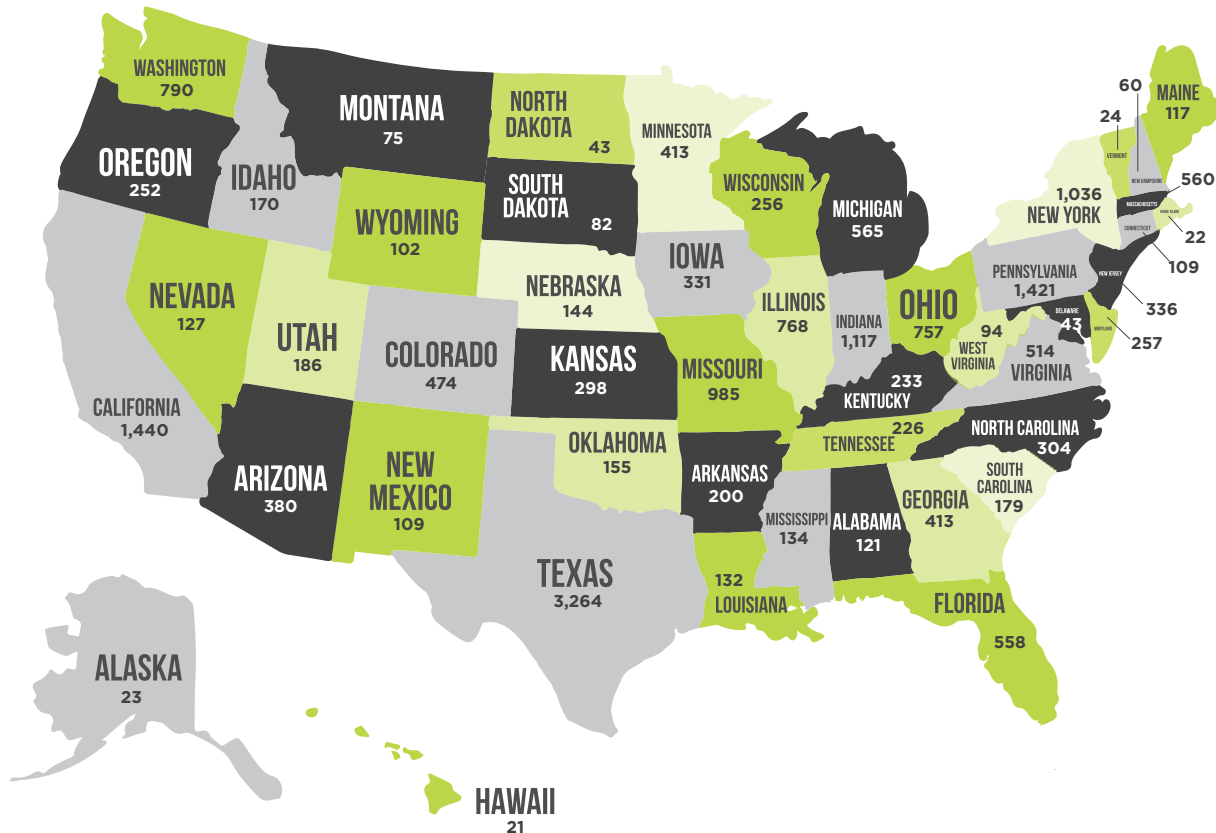 WASHINGTON
790
MONTANA
75
NORTH
DAKOTA
43
MINNESOTA
413
OREGON
252
IDAHO
170
SOUTH
DAKOTA
82
WISCONSIN
256
MICHIGAN
565
60
24
MAINE
117
VERMONT
NEW HAMPSHIRE
560
MASSACHUSETTS
RHODE ISLAND
22
CONNECTICUT
109
1,036
NEW YORK
WYOMING
102
IOWA
331
NEBRASKA
144
NEVADA
127
UTAH
186
COLORADO
474
KANSAS
298
MISSOURI
985
ILLINOIS
768
INDIANA
1,117
OHIO
757
PENNSYLVANIA
1,421
NEW JERSEY
336
DELAWARE
43
MARYLAND
257
94
WEST
VIRGINIA
514
VIRGINIA
233
KENTUCKY
CALIFORNIA
1,440
ARIZONA
380
NEW
MEXICO
109
OKLAHOMA
155
ARKANSAS
200
226
TENNESSEE
NORTH CAROLINA
304
SOUTH
CAROLINA
179
GEORGIA
413
ALABAMA
121
MISSISSIPPI
134
TEXAS
3,264
132
LOUISIANA
FLORIDA
558
ALASKA
23
HAWAII
21